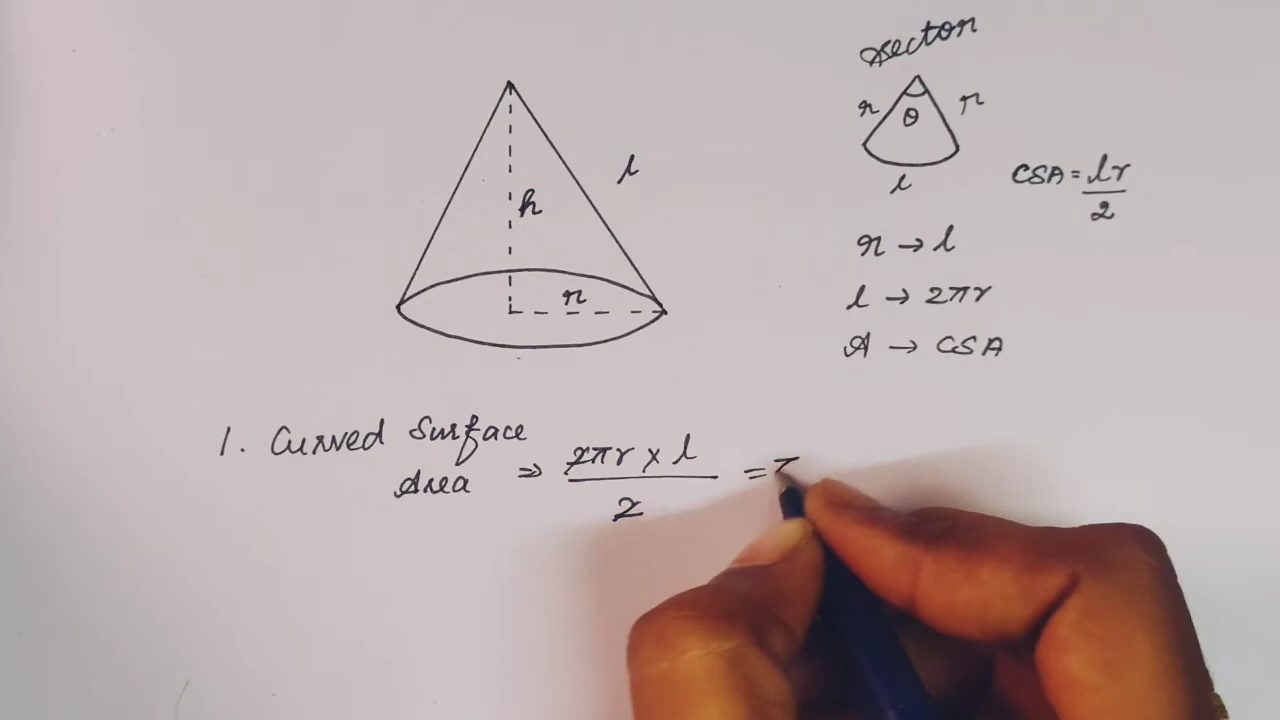 sector
r r
θ
l
l
h
r
CSA = lr/2
r → l
l → 2πr
A → CSA
1. Curved Surface
Area ⇒ 2πr × l / 2 =